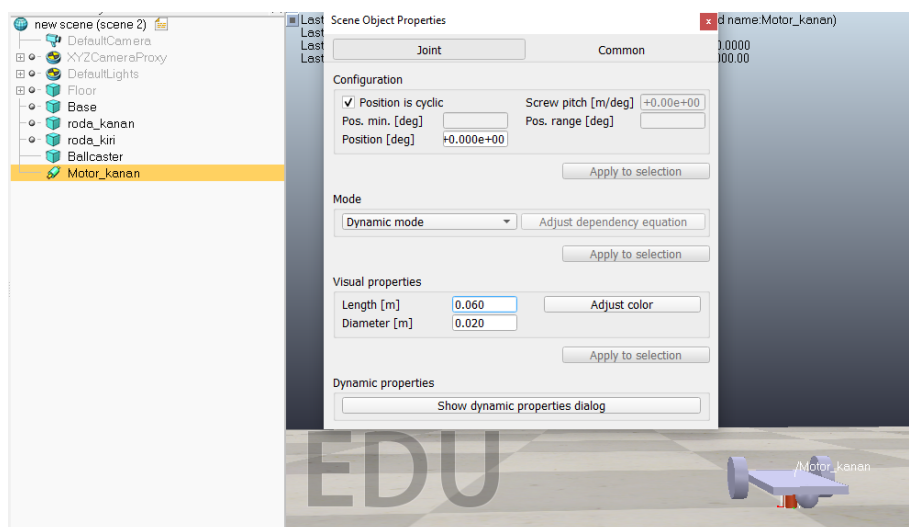 new scene (scene 2)
DefaultCamera
XYZCameraProxy
DefaultLights
Floor
Base
roda_kanan
roda_kiri
Ballcaster
Motor_kanan
Last
Last
Last
Last
Scene Object Properties
x
d name:Motor_kanan)
0.0000
000.00
Joint
Common
Configuration
Position is cyclic
Screw pitch [m/deg] +0.00e+00
Pos. min. [deg]
Pos. range [deg]
Position [deg] +0.000e+00
Apply to selection
Mode
Dynamic mode
Adjust dependency equation
Apply to selection
Visual properties
Length [m] 0.060
Adjust color
Diameter [m] 0.020
Apply to selection
Dynamic properties
Show dynamic properties dialog
EDU
/Motor_kanan